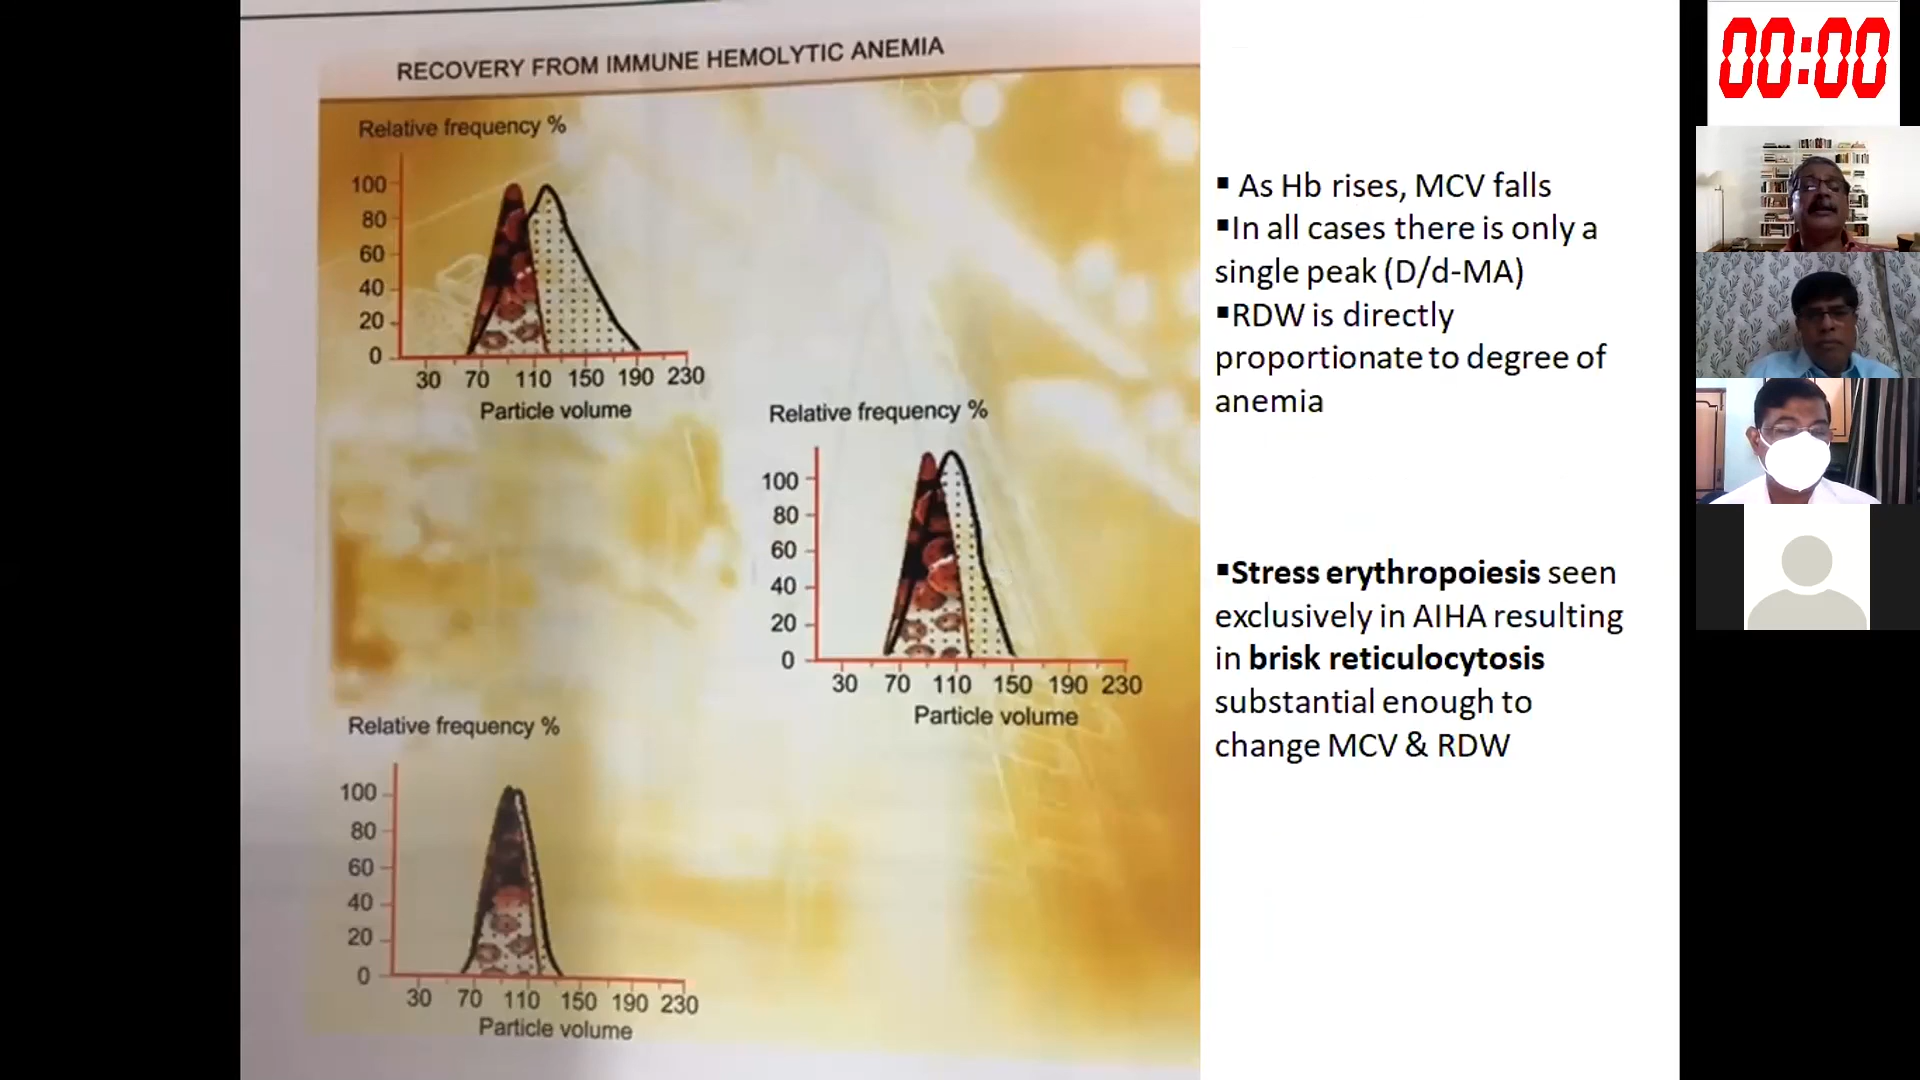 RECOVERY FROM IMMUNE HEMOLYTIC ANEMIA
Relative frequency %
100
80
60
40
20
0
30 70 110 150 190 230
Particle volume
Relative frequency %
100
80
60
40
20
0
30 70 110 150 190 230
Particle volume
Relative frequency %
100
80
60
40
20
0
30 70 110 150 190 230
Particle volume
▪ As Hb rises, MCV falls
▪In all cases there is only a
single peak (D/d-MA)
▪RDW is directly
proportionate to degree of
anemia
▪Stress erythropoiesis seen
exclusively in AIHA resulting
in brisk reticulocytosis
substantial enough to
change MCV & RDW
00:00